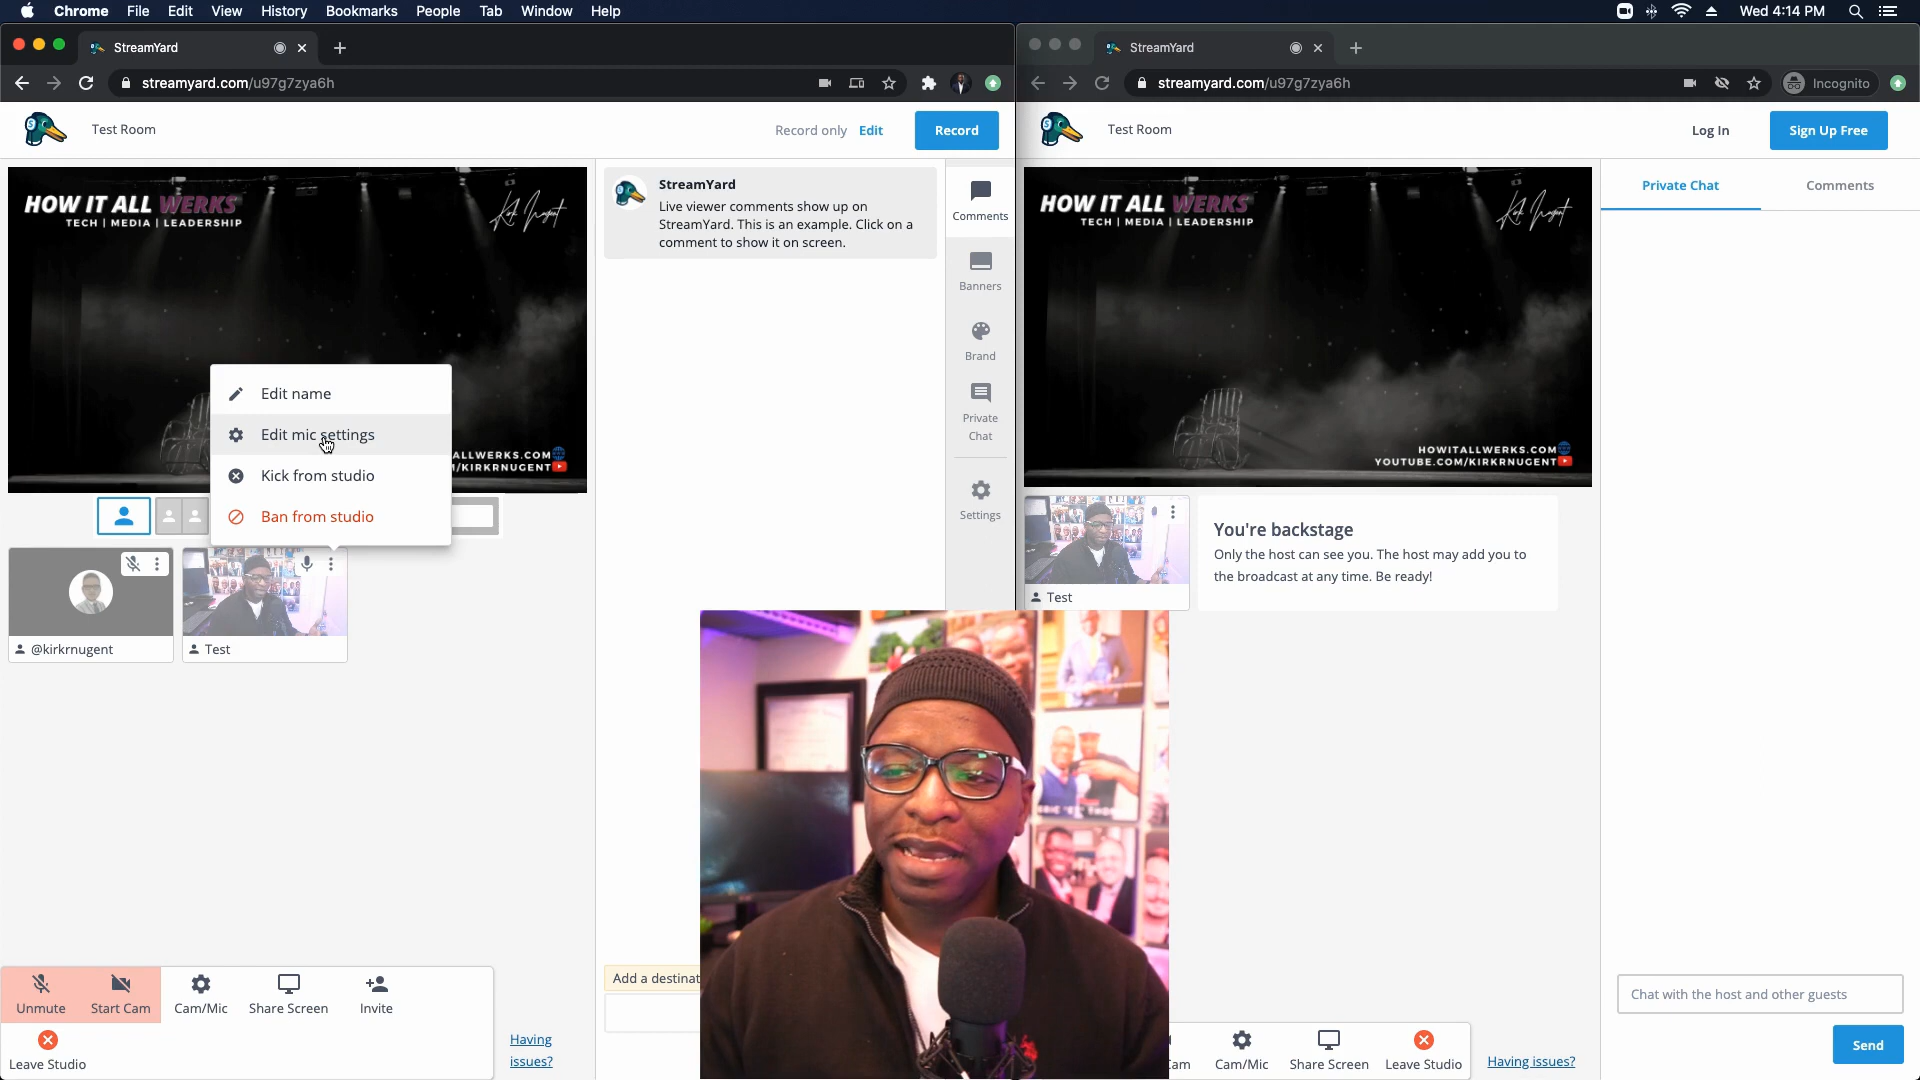 Chrome File Edit View History Bookmarks People Tab Window Help
Wed 4:14 PM
StreamYard
streamyard.com/u97g7zya6h
Test Room
Record only Edit Record
HOW IT ALL WERKS
TECH | MEDIA | LEADERSHIP
Kirk Nugent
Edit name
Edit mic settings
Kick from studio
Ban from studio
ALLWERKS.COM
/KIRKRNUGENT
@kirkrnugent
Test
StreamYard
Live viewer comments show up on
StreamYard. This is an example. Click on a
comment to show it on screen.
Comments
Banners
Brand
Private
Chat
Settings
Add a destinat
Unmute Start Cam Cam/Mic Share Screen Invite
Leave Studio
Having
issues?
StreamYard
streamyard.com/u97g7zya6h
Incognito
Test Room
Log In Sign Up Free
HOW IT ALL WERKS
TECH | MEDIA | LEADERSHIP
Kirk Nugent
HOWITALLWERKS.COM
YOUTUBE.COM/KIRKRNUGENT
Test
You're backstage
Only the host can see you. The host may add you to
the broadcast at any time. Be ready!
Private Chat Comments
Chat with the host and other guests
Send
am Cam/Mic Share Screen Leave Studio
Having issues?